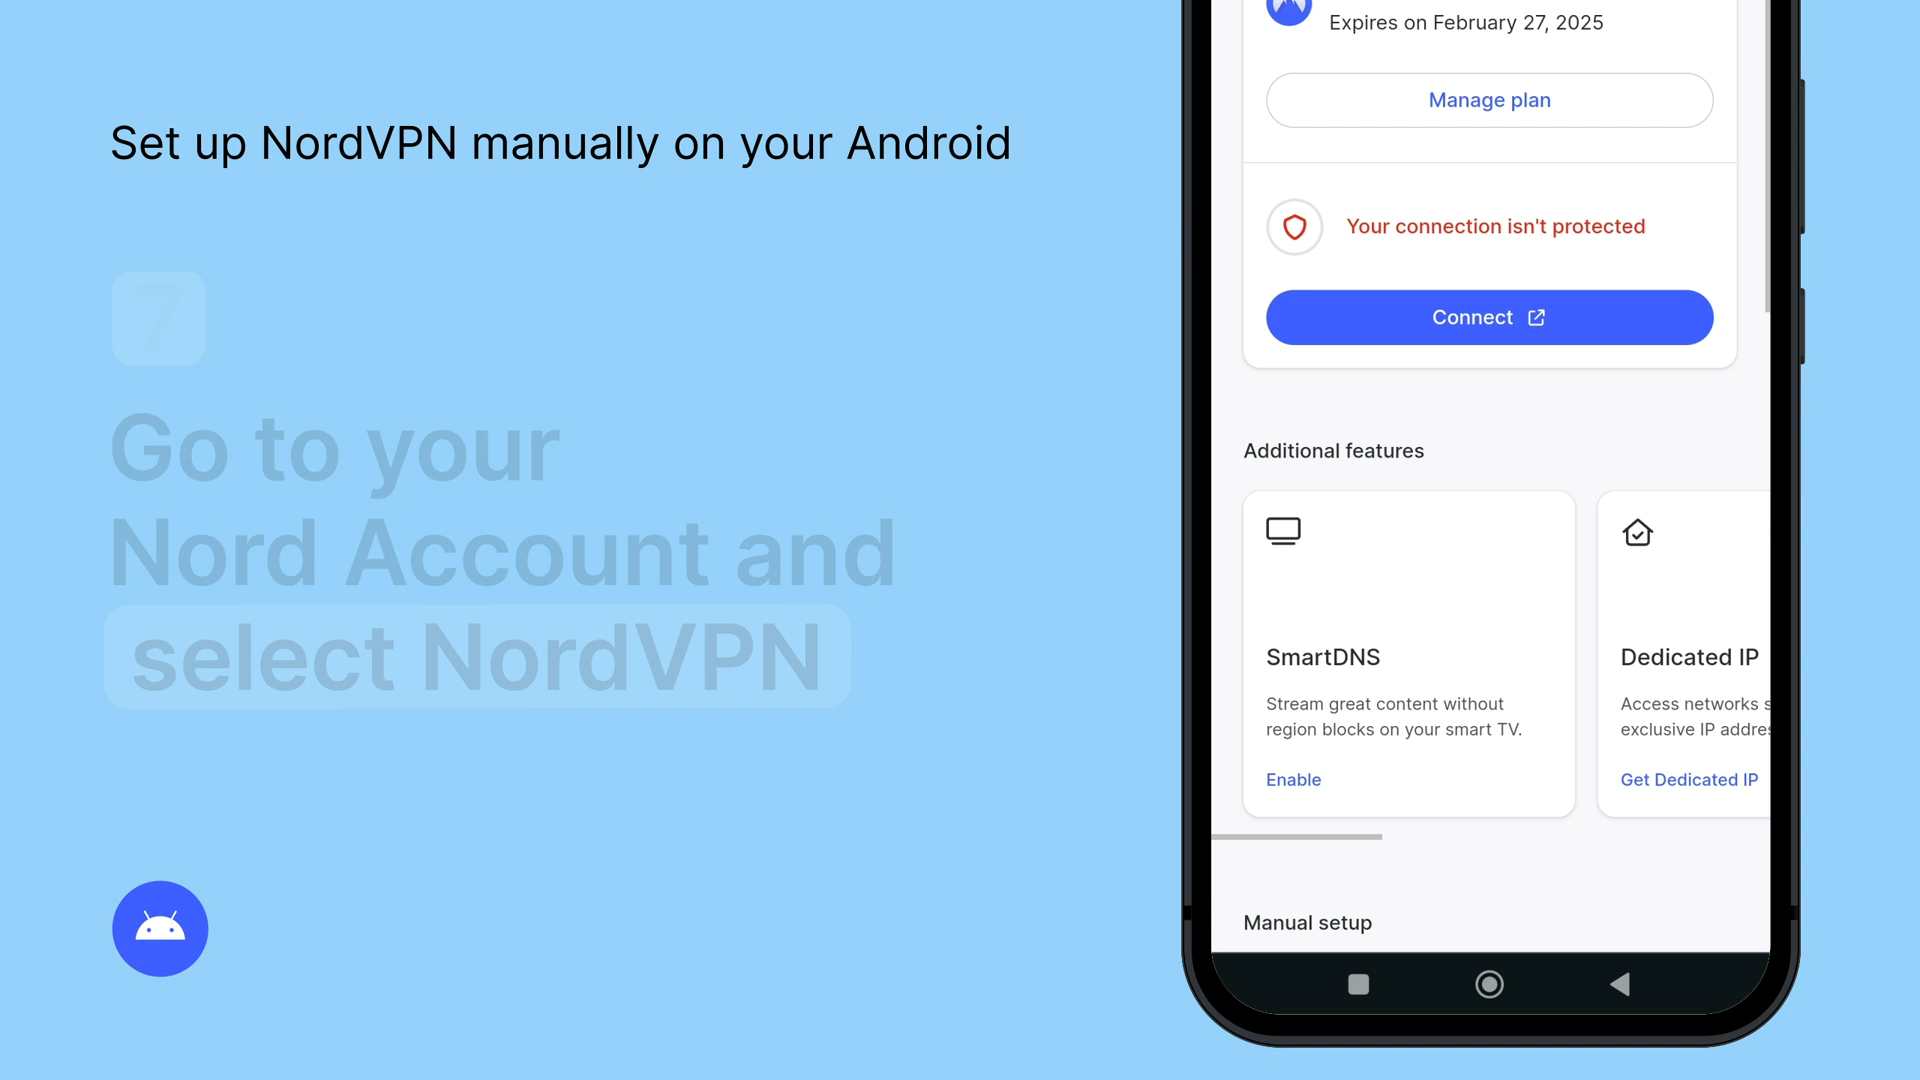 Set up NordVPN manually on your Android
7
Go to your
Nord Account and
select NordVPN
Expires on February 27, 2025
Manage plan
Your connection isn't protected
Connect
Additional features
SmartDNS
Stream great content without
region blocks on your smart TV.
Enable
Dedicated IP
Access networks s
exclusive IP addre
Get Dedicated IP
Manual setup